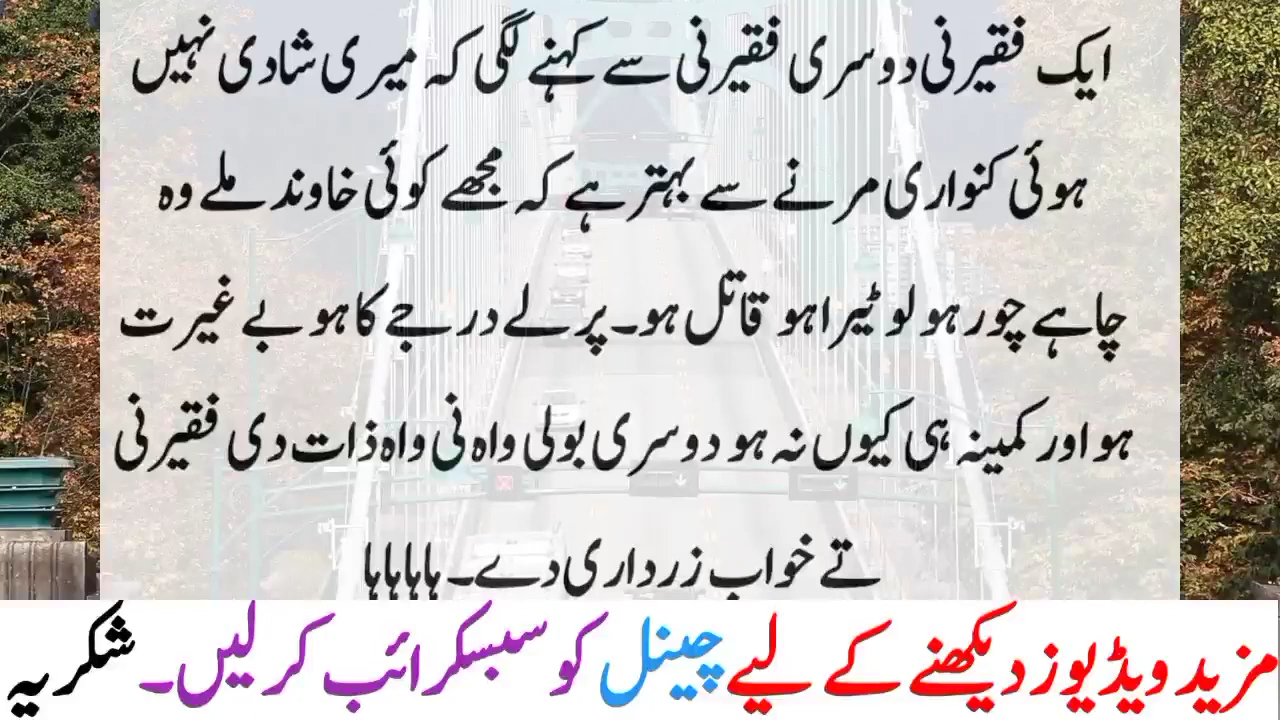 ایک فقیرنی دوسری فقیرنی سے کہنے لگی کہ میری شادی نہیں
ہوئی کنواری مرنے سے بہتر ہے کہ مجھے کوئی خاوند ملے وہ
چاہے چور ہو لوٹیرا ہو قاتل ہو۔ پرلے درجے کا ہو بے غیرت
ہو اور کمینہ ہی کیوں نہ ہو دوسری بولی واہ نی واہ ذات دی فقیرنی
تے خواب زرداری دے۔ ہاہاہاہا
مزید ویڈیوز دیکھنے کے لیے چینل کو سبسکرائب کر لیں۔ شکریہ